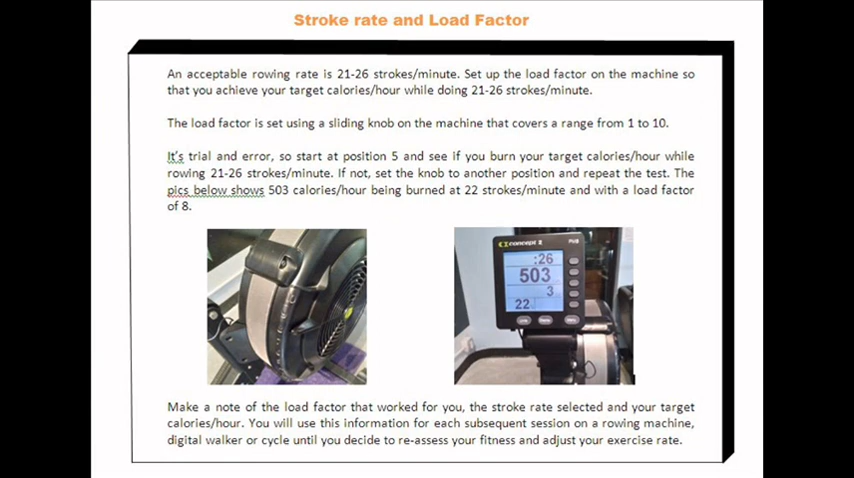 Stroke rate and Load Factor
An acceptable rowing rate is 21-26 strokes/minute. Set up the load factor on the machine so
that you achieve your target calories/hour while doing 21-26 strokes/minute.
The load factor is set using a sliding knob on the machine that covers a range from 1 to 10.
It's trial and error, so start at position 5 and see if you burn your target calories/hour while
rowing 21-26 strokes/minute. If not, set the knob to another position and repeat the test. The
pics below shows 503 calories/hour being burned at 22 strokes/minute and with a load factor
of 8.
concept 2 PM3
:26
503
3
22
Make a note of the load factor that worked for you, the stroke rate selected and your target
calories/hour. You will use this information for each subsequent session on a rowing machine,
digital walker or cycle until you decide to re-assess your fitness and adjust your exercise rate.